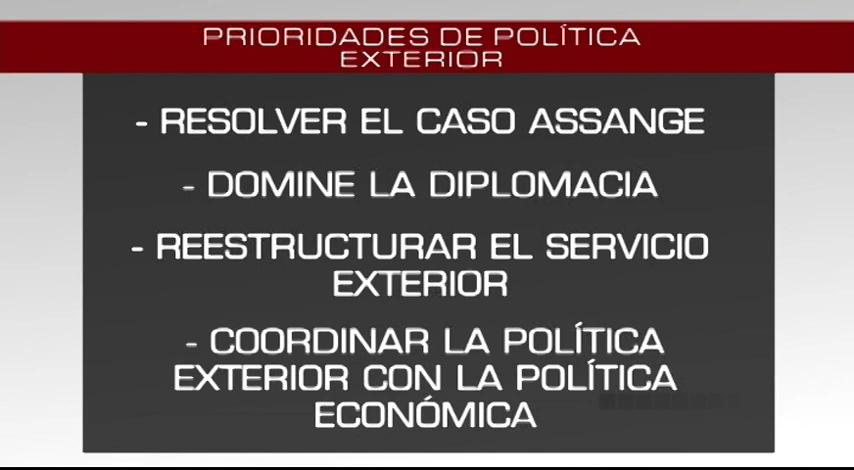 PRIORIDADES DE POLÍTICA
EXTERIOR
- RESOLVER EL CASO ASSANGE
- DOMINE LA DIPLOMACIA
- REESTRUCTURAR EL SERVICIO
EXTERIOR
- COORDINAR LA POLÍTICA
EXTERIOR CON LA POLÍTICA
ECONÓMICA